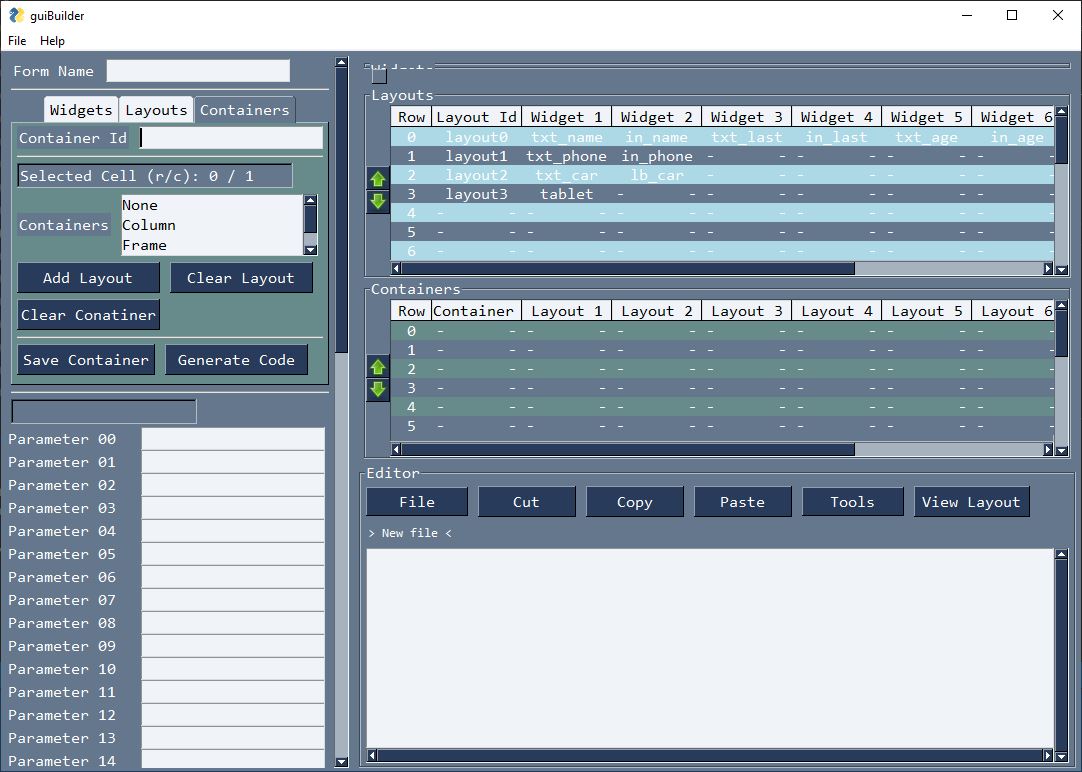 guiBuilder
File Help
Form Name
Widgets Layouts Containers
Container Id
Selected Cell (r/c): 0 / 1
Containers
None
Column
Frame
Add Layout Clear Layout
Clear Conatiner
Save Container Generate Code
Parameter 00
Parameter 01
Parameter 02
Parameter 03
Parameter 04
Parameter 05
Parameter 06
Parameter 07
Parameter 08
Parameter 09
Parameter 10
Parameter 11
Parameter 12
Parameter 13
Parameter 14
Widgets
Layouts
Row Layout Id Widget 1 Widget 2 Widget 3 Widget 4 Widget 5 Widget 6
0 layout0 txt_name in_name txt_last in_last txt_age in_age
1 layout1 txt_phone in_phone - - - - - - - -
2 layout2 txt_car lb_car - - - - - - - -
3 layout3 tablet - - - - - - - - - -
4 - - - - - - - - - - - - - -
5 - - - - - - - - - - - - - -
6 - - - - - - - - - - - - - -
Containers
Row Container Layout 1 Layout 2 Layout 3 Layout 4 Layout 5 Layout 6
0 - - - - - - - - - - - - - -
1 - - - - - - - - - - - - - -
2 - - - - - - - - - - - - - -
3 - - - - - - - - - - - - - -
4 - - - - - - - - - - - - - -
5 - - - - - - - - - - - - - -
Editor
File Cut Copy Paste Tools View Layout
> New file <